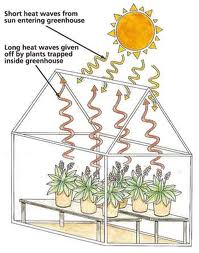 Short heat waves from
sun entering greenhouse
Long heat waves given
off by plants trapped
inside greenhouse